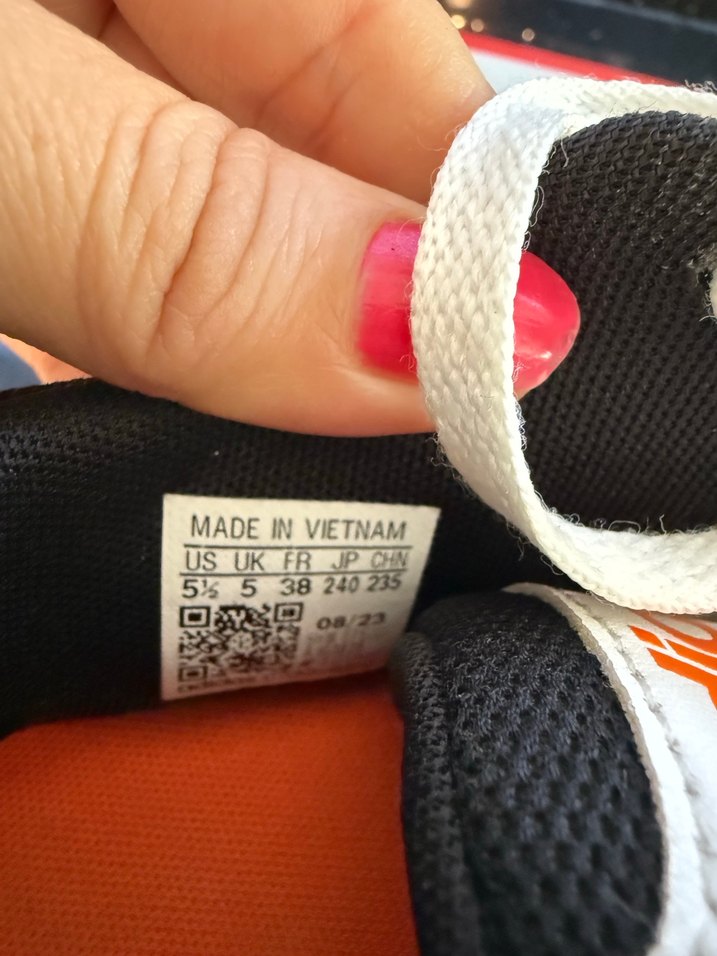 MADE IN VIETNAM
US UK FR JP CHN
5½ 5 38 240 235
08/23